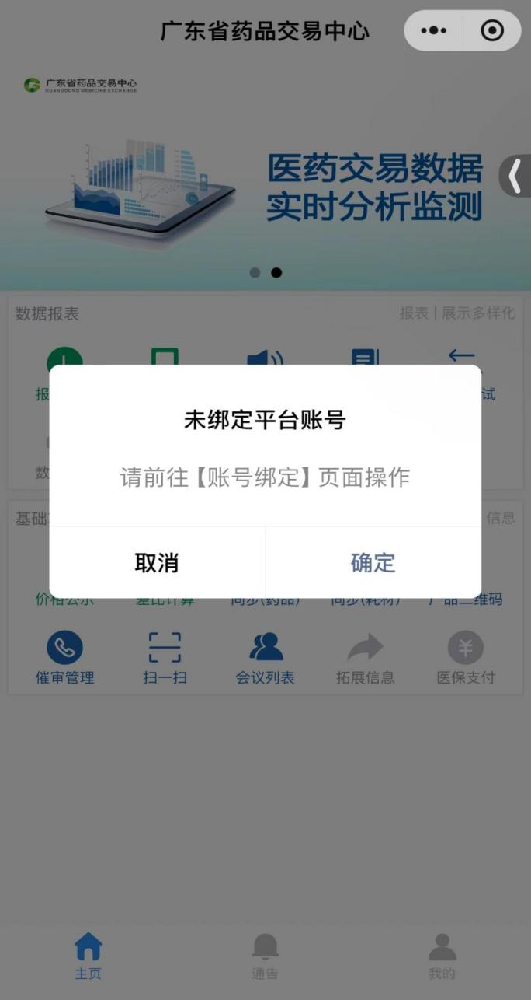 广东省药品交易中心
广东省药品交易中心
GUANGDONG MEDICINE EXCHANGE
医药交易数据
实时分析监测
数据报表
报表 | 展示多样化
报
试
数
未绑定平台账号
请前往【账号绑定】页面操作
取消
确定
基础
信息
价格公示
差比计算
同步(药品)
同步(耗材)
产品二维码
催审管理
扫一扫
会议列表
拓展信息
医保支付
主页
通告
我的